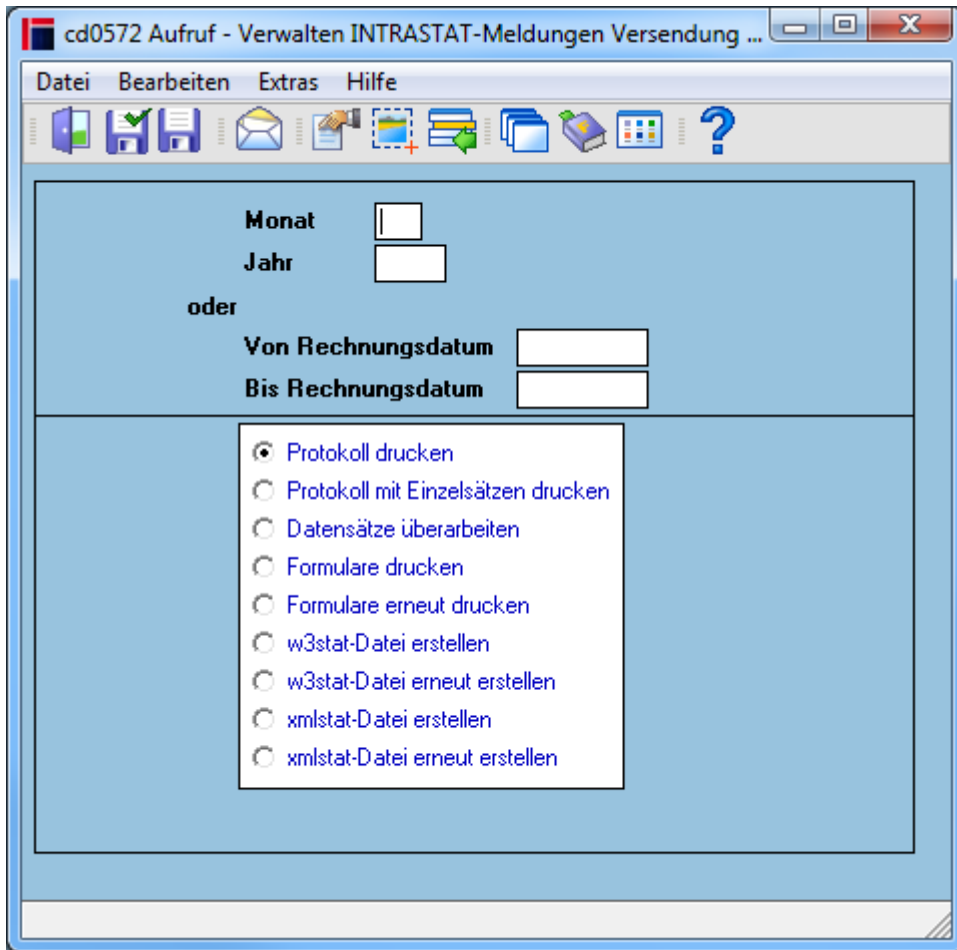 cd0572 Aufruf - Verwalten INTRASTAT-Meldungen Versendung ...
Datei Bearbeiten Extras Hilfe
Monat
Jahr
oder
Von Rechnungsdatum
Bis Rechnungsdatum
Protokoll drucken
Protokoll mit Einzelsätzen drucken
Datensätze überarbeiten
Formulare drucken
Formulare erneut drucken
w3stat-Datei erstellen
w3stat-Datei erneut erstellen
xmlstat-Datei erstellen
xmlstat-Datei erneut erstellen